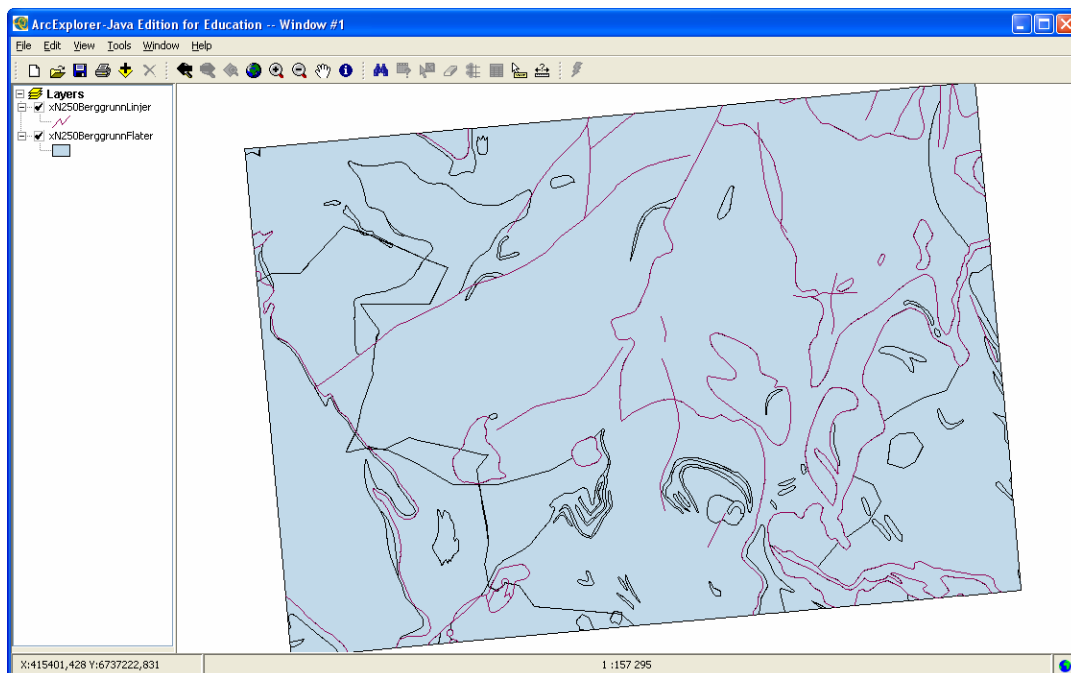 ArcExplorer-Java Edition for Education -- Window #1
File Edit View Tools Window Help
Layers
xN250BerggrunnLinjer
xN250BerggrunnFlater
X:415401,428 Y:6737222,831
1 :157 295